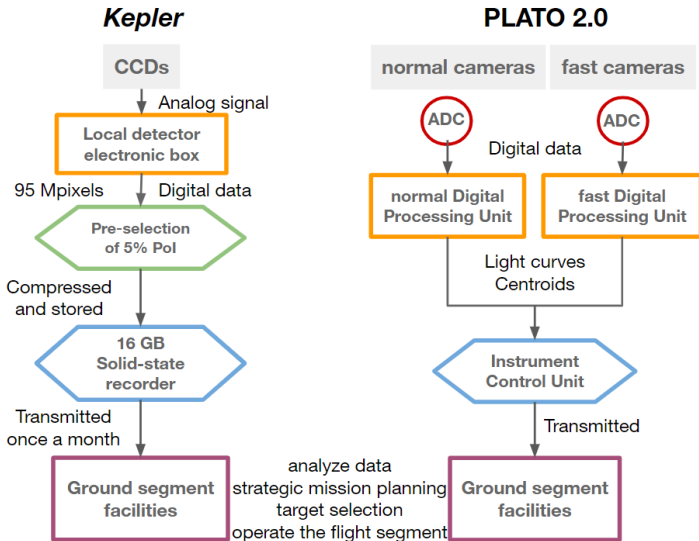 Kepler
CCDs
Analog signal
Local detector
electronic box
95 Mpixels
Digital data
Pre-selection
of 5% PoI
Compressed
and stored
16 GB
Solid-state
recorder
Transmitted
once a month
Ground segment
facilities
PLATO 2.0
normal cameras
fast cameras
ADC
ADC
Digital data
normal Digital
Processing Unit
fast Digital
Processing Unit
Light curves
Centroids
Instrument
Control Unit
Transmitted
Ground segment
facilities
analyze data
strategic mission planning
target selection
operate the flight segment